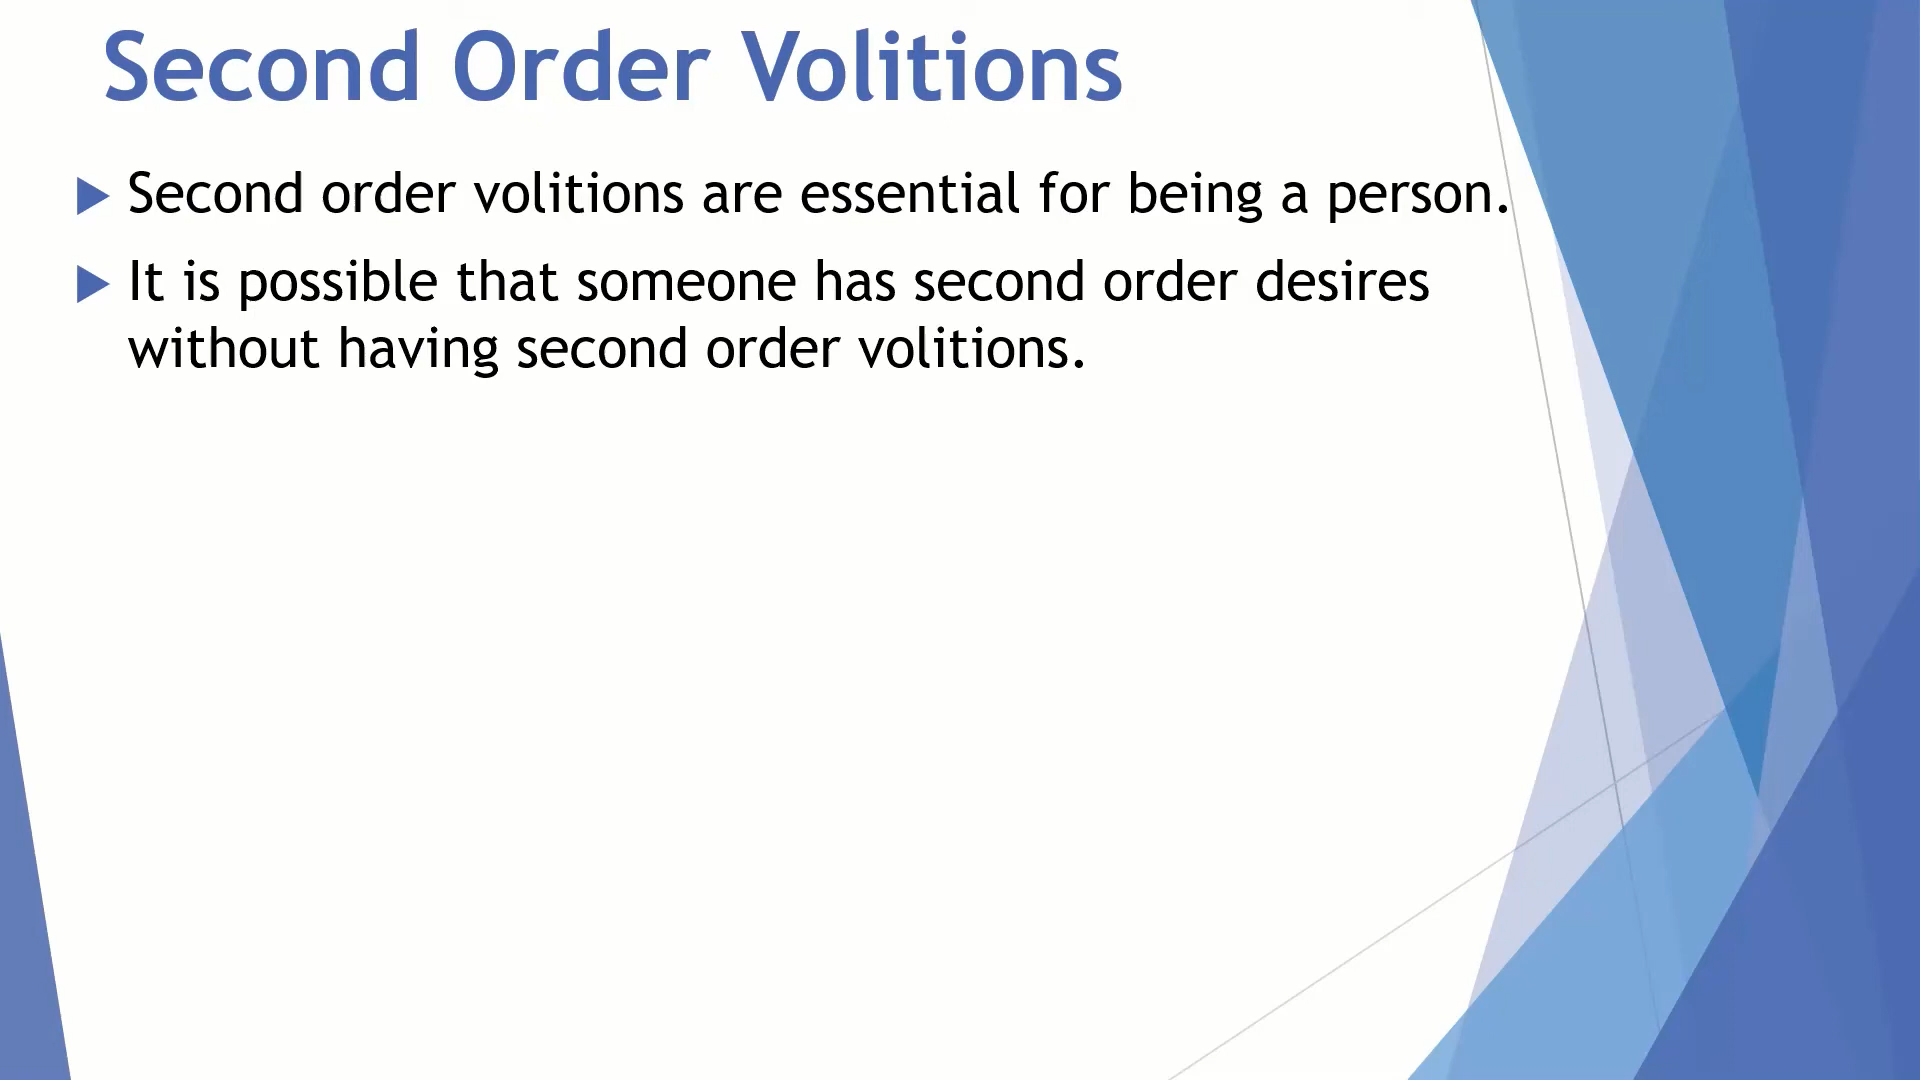 Second Order Volitions
Second order volitions are essential for being a person.
It is possible that someone has second order desires
without having second order volitions.